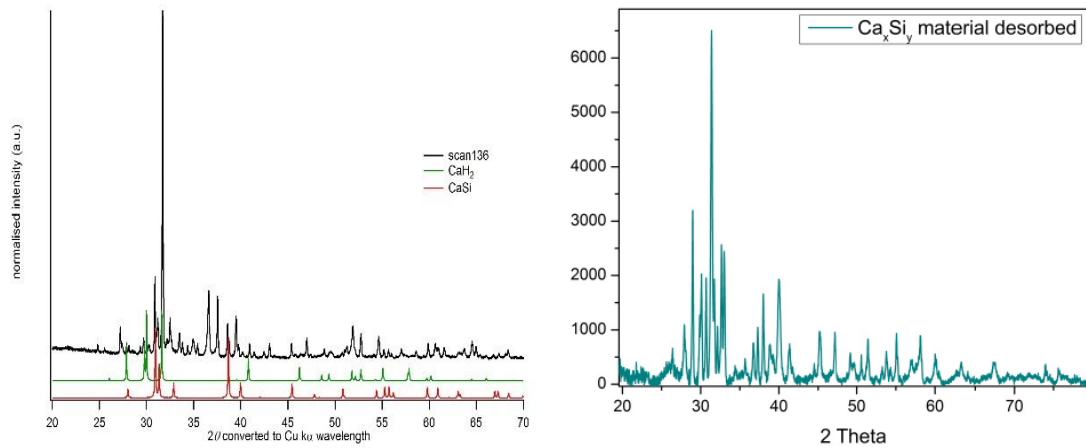 normalised intensity (a.u.)
scan136
CaH₂
CaSi
20 25 30 35 40 45 50 55 60 65 70
2θ converted to Cu kα wavelength
CaₓSiᵧ material desorbed
6000
5000
4000
3000
2000
1000
0
20 30 40 50 60 70
2 Theta